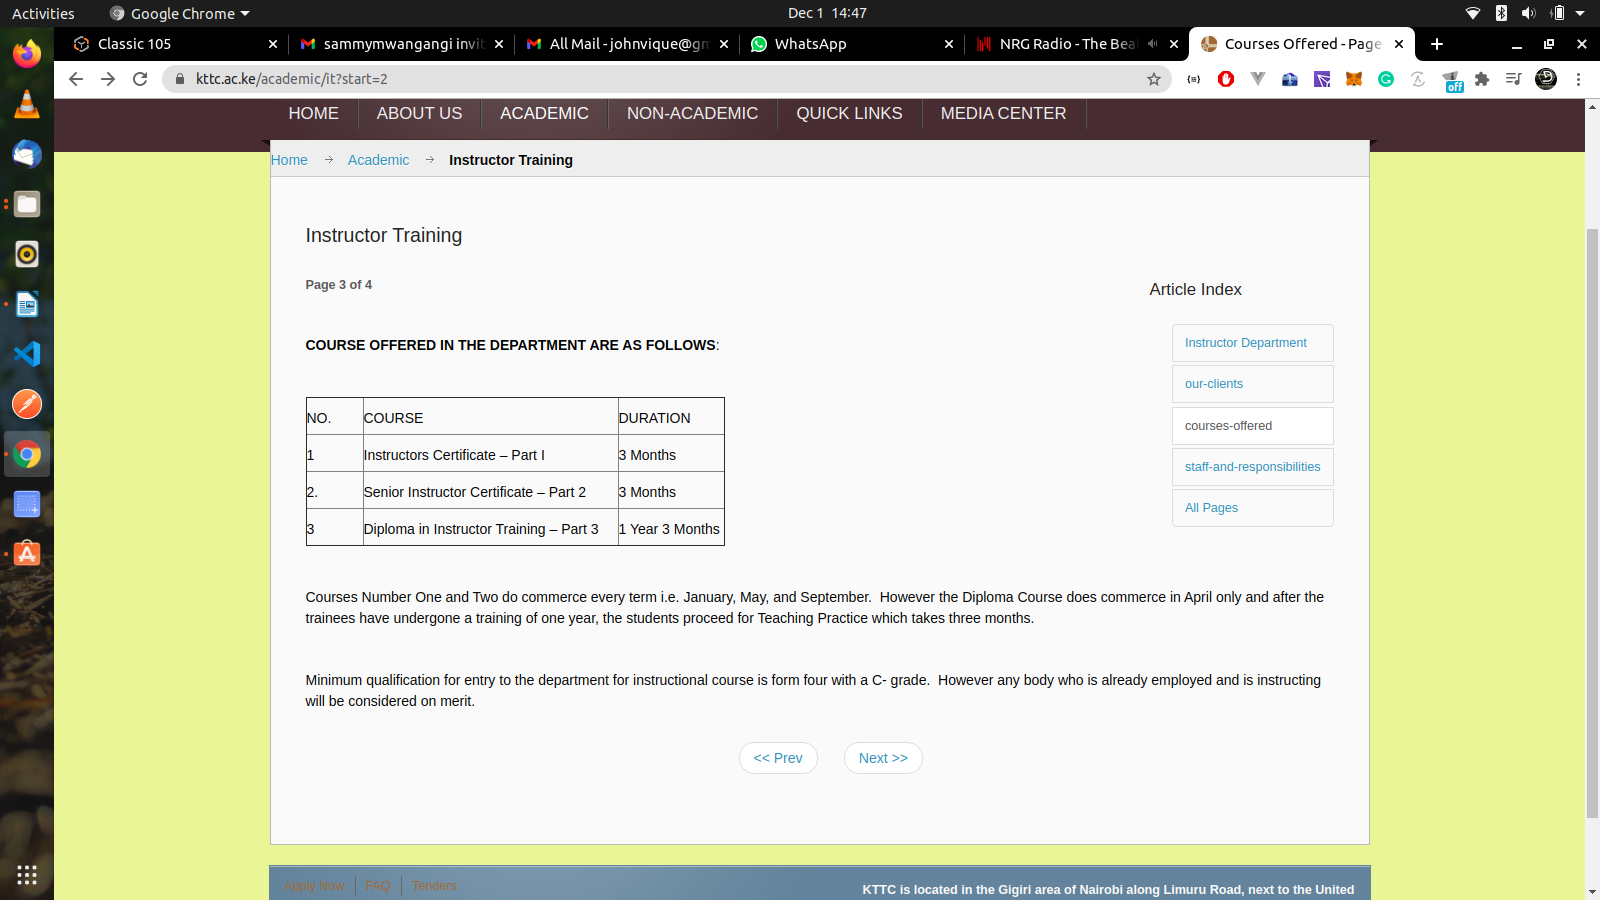 Activities
Google Chrome
Dec 1 14:47
Classic 105
sammymwangangi invit
All Mail - johnvique@gm
WhatsApp
NRG Radio - The Bea
Courses Offered - Page
kttc.ac.ke/academic/it?start=2
off
HOME
ABOUT US
ACADEMIC
NON-ACADEMIC
QUICK LINKS
MEDIA CENTER
Home
Academic
Instructor Training
Instructor Training
Page 3 of 4
Article Index
Instructor Department
our-clients
courses-offered
staff-and-responsibilities
All Pages
COURSE OFFERED IN THE DEPARTMENT ARE AS FOLLOWS:
NO. COURSE DURATION
1 Instructors Certificate – Part I 3 Months
2. Senior Instructor Certificate – Part 2 3 Months
3 Diploma in Instructor Training – Part 3 1 Year 3 Months
Courses Number One and Two do commerce every term i.e. January, May, and September.  However the Diploma Course does commerce in April only and after the
trainees have undergone a training of one year, the students proceed for Teaching Practice which takes three months.
Minimum qualification for entry to the department for instructional course is form four with a C- grade.  However any body who is already employed and is instructing
will be considered on merit.
<< Prev
Next >>
Apply Now
FAQ
Tenders
KTTC is located in the Gigiri area of Nairobi along Limuru Road, next to the United